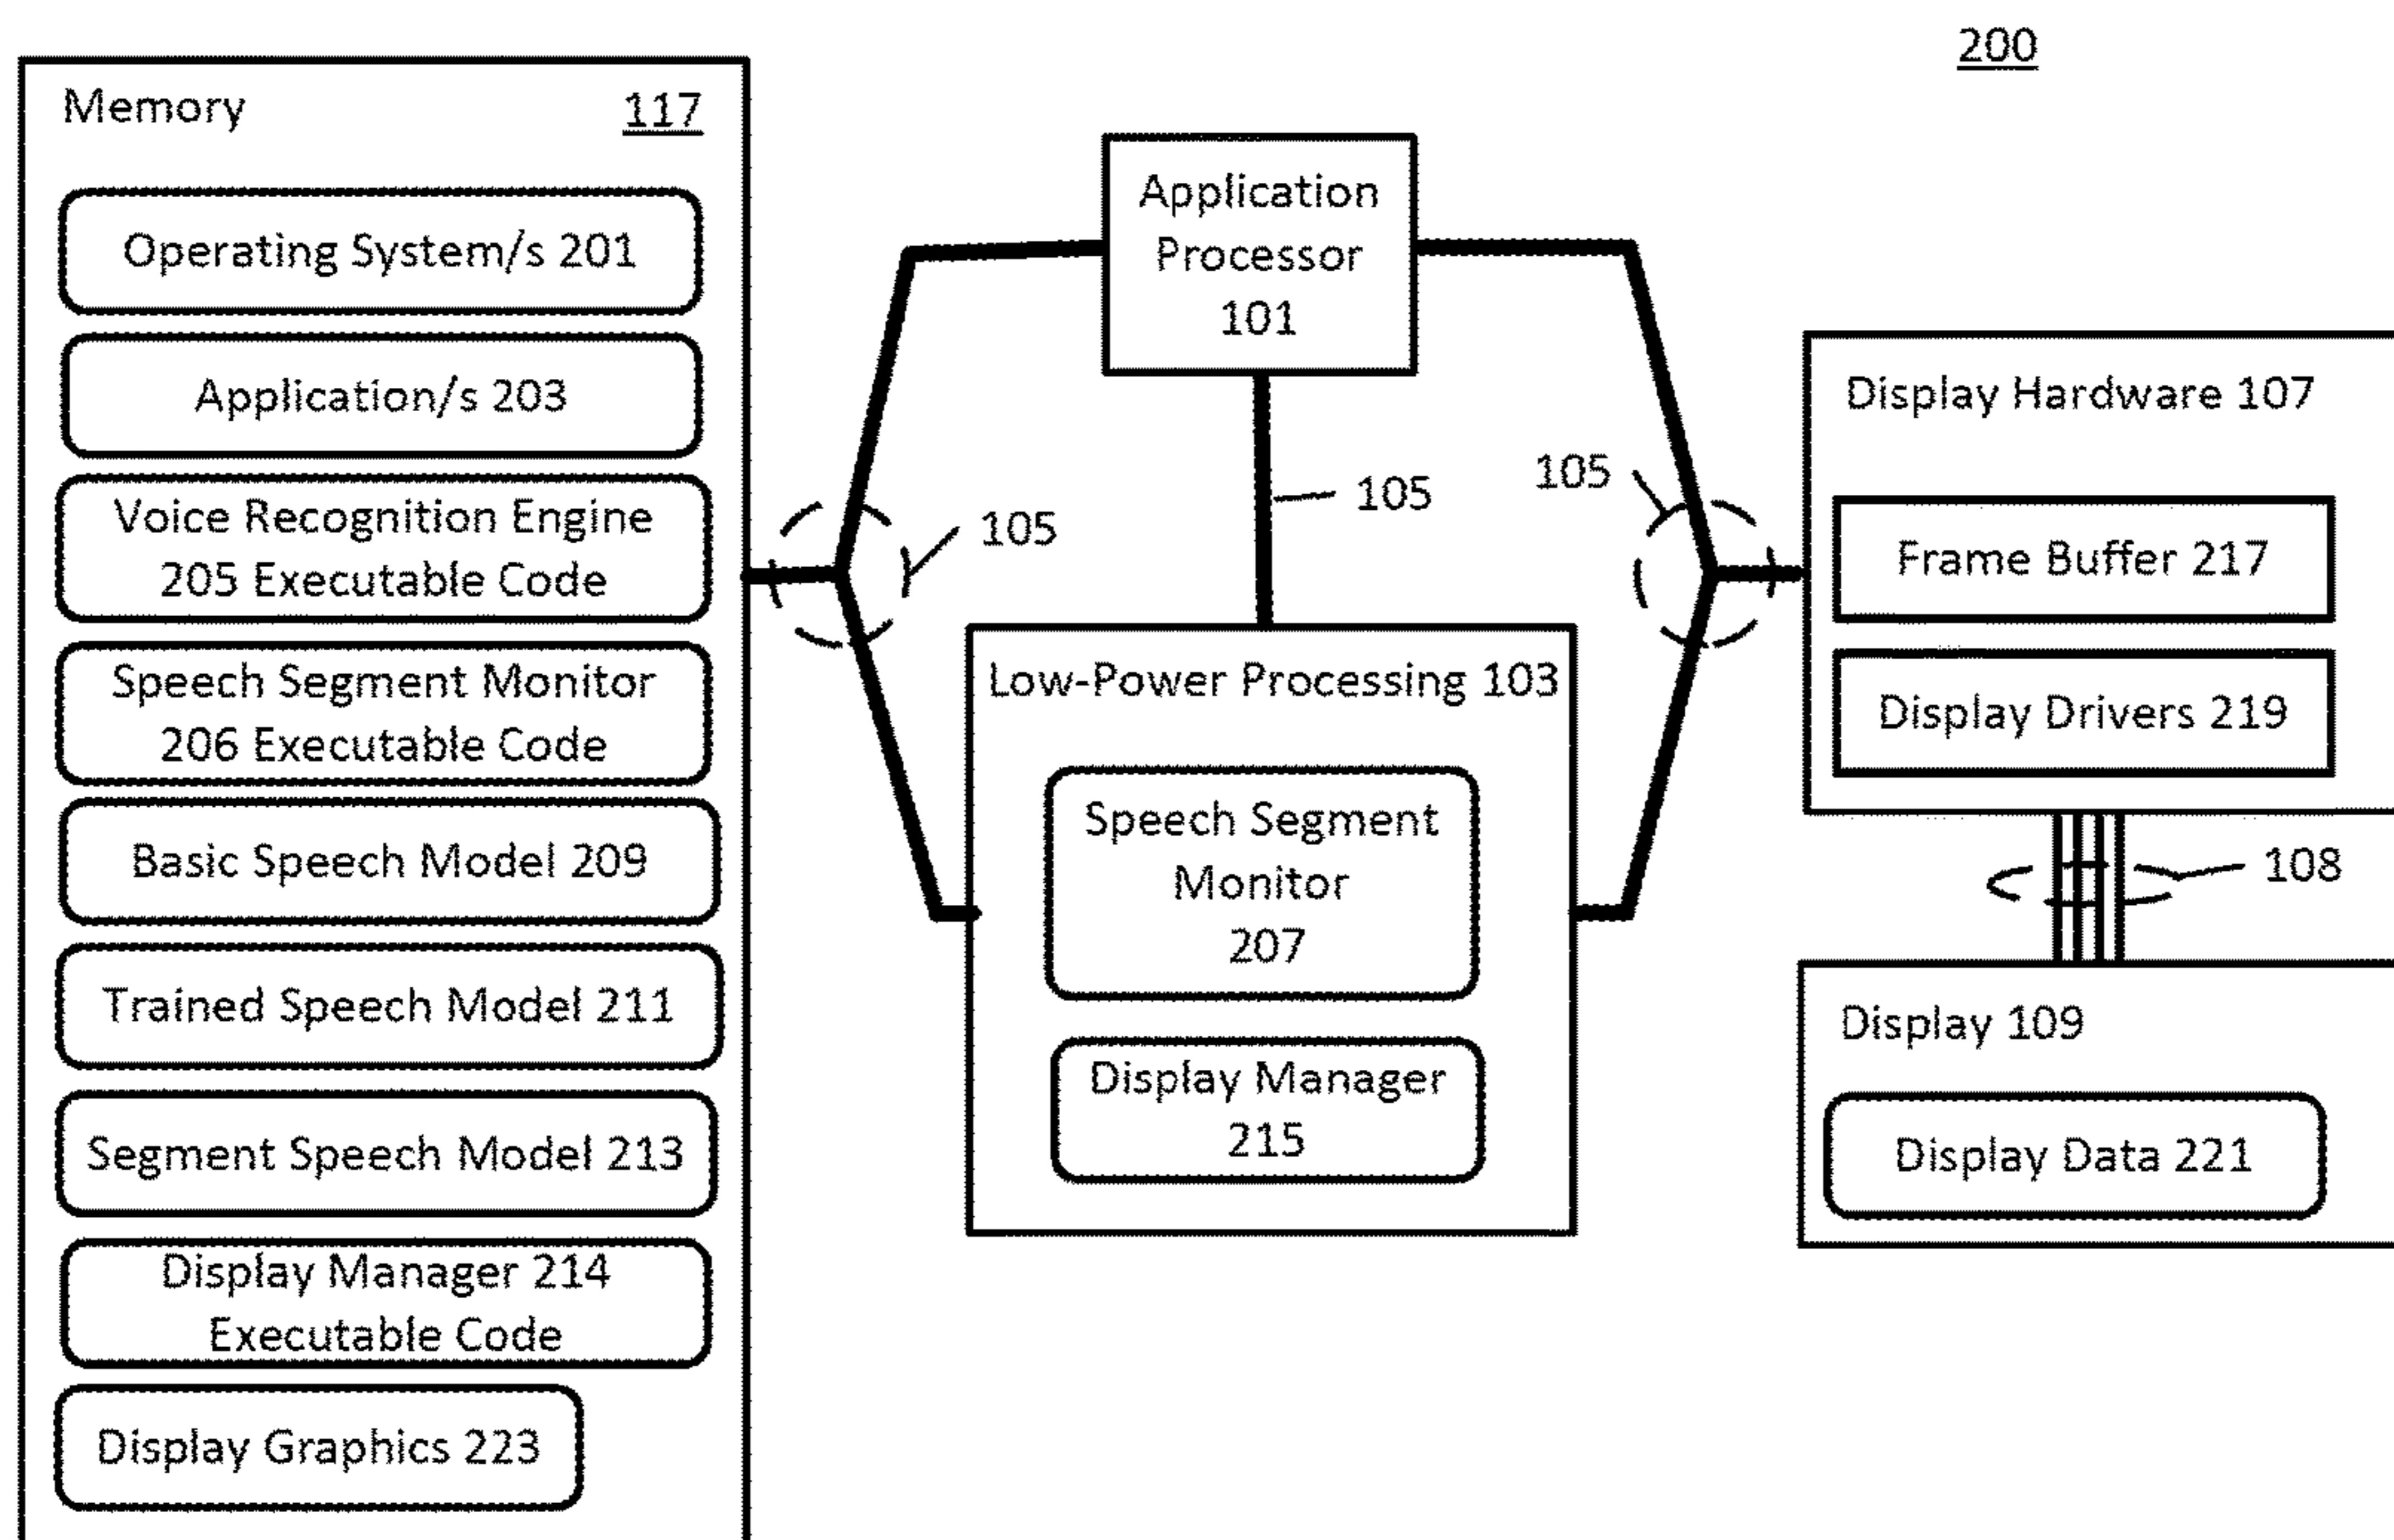 200
Memory 117
Operating System/s 201
Application/s 203
Voice Recognition Engine
205 Executable Code
Speech Segment Monitor
206 Executable Code
Basic Speech Model 209
Trained Speech Model 211
Segment Speech Model 213
Display Manager 214
Executable Code
Display Graphics 223
105
Application
Processor
101
105
Low-Power Processing 103
Speech Segment
Monitor
207
Display Manager
215
105
Display Hardware 107
Frame Buffer 217
Display Drivers 219
108
Display 109
Display Data 221